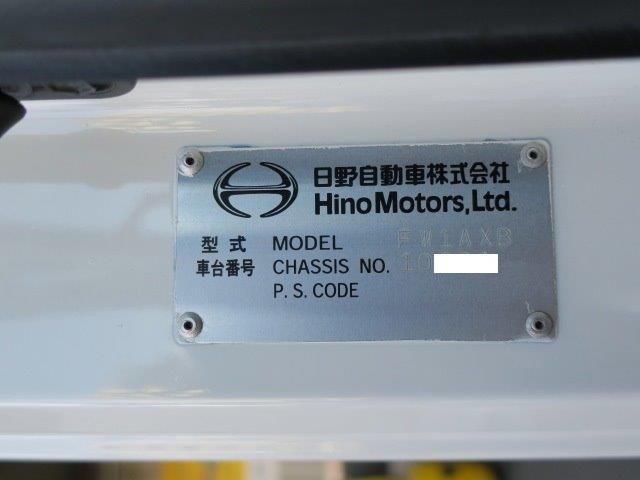 日野自動車株式会社
Hino Motors, Ltd.
型式 MODEL FW1AXB
車台番号 CHASSIS NO. 10
P. S. CODE